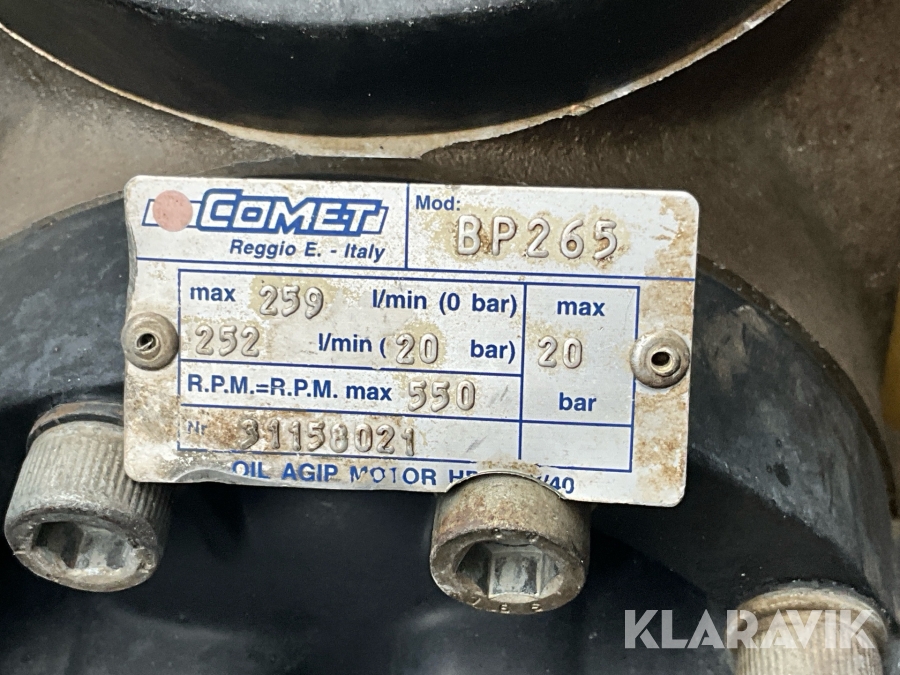 COMET
Reggio E. - Italy
Mod:
BP265
max 259 l/min (0 bar)
252 l/min (20 bar)
max
20
bar
R.P.M.=R.P.M. max 550
Nr 31158021
OIL AGIP MOTOR
/40
KLARAVIK